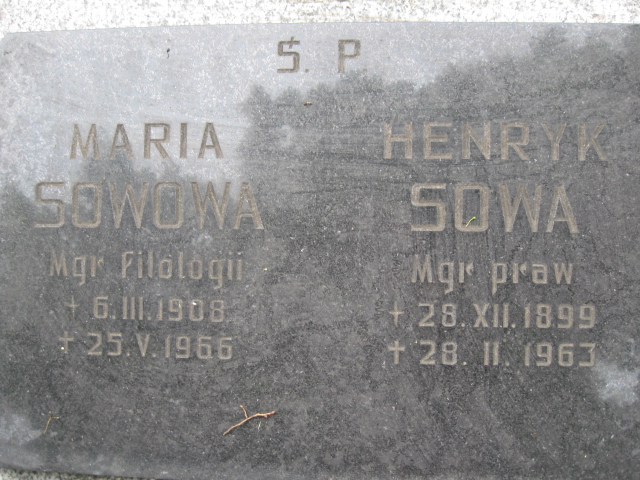 Ś. P
MARIA
SOWOWA
Mgr filologii
+ 6.III.1908
+ 25.V.1966
HENRYK
SOWA
Mgr praw
+ 28.XII.1899
+ 28.II.1963